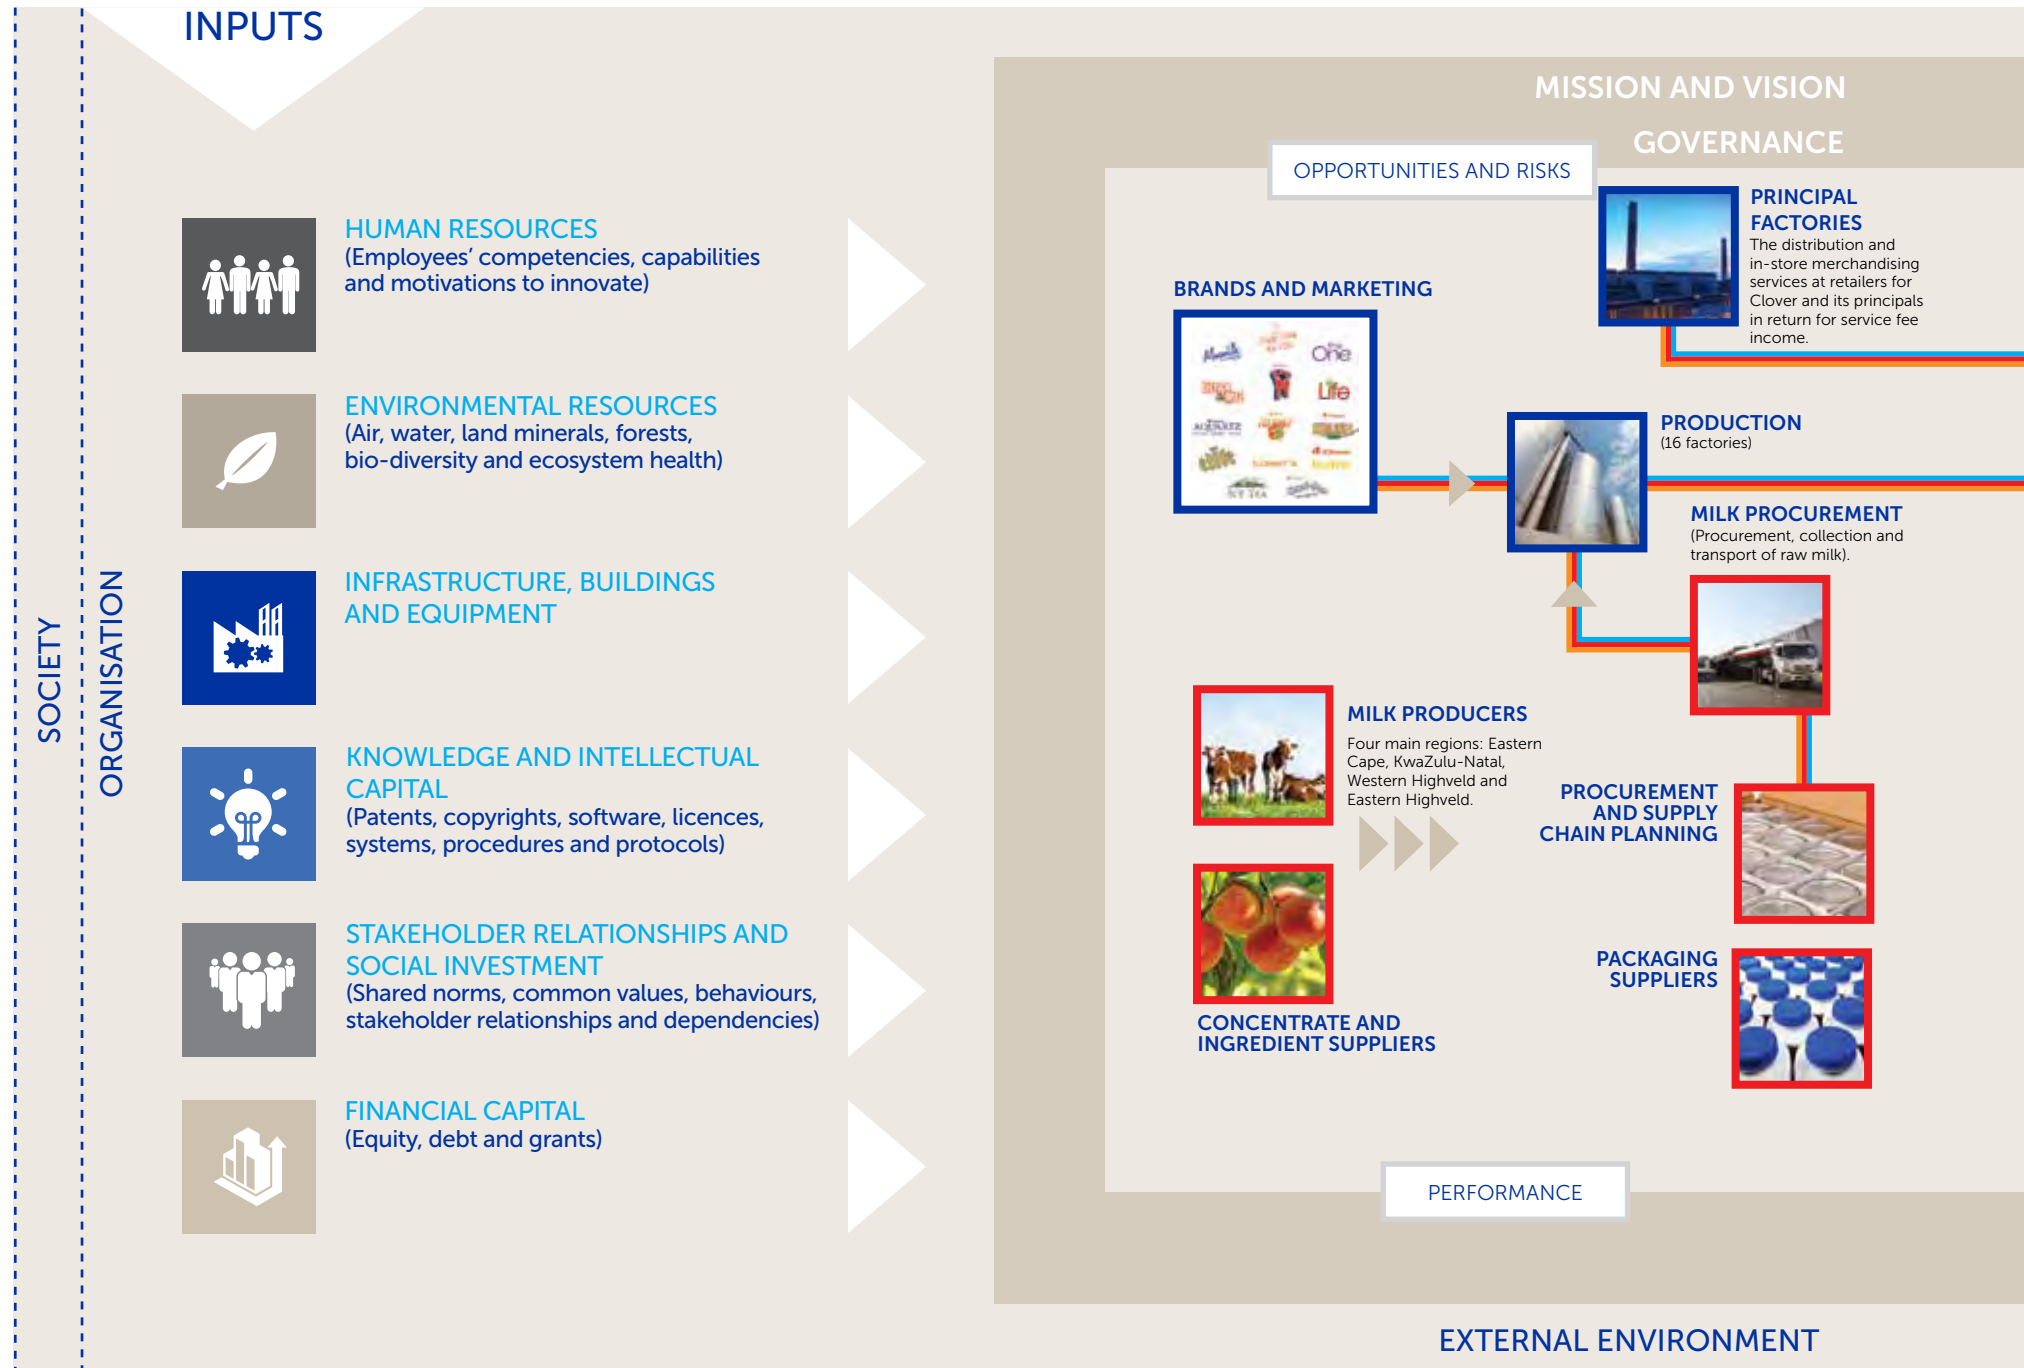 INPUTS
SOCIETY
ORGANISATION
HUMAN RESOURCES
(Employees’ competencies, capabilities
and motivations to innovate)
ENVIRONMENTAL RESOURCES
(Air, water, land minerals, forests,
bio-diversity and ecosystem health)
INFRASTRUCTURE, BUILDINGS
AND EQUIPMENT
KNOWLEDGE AND INTELLECTUAL
CAPITAL
(Patents, copyrights, software, licences,
systems, procedures and protocols)
STAKEHOLDER RELATIONSHIPS AND
SOCIAL INVESTMENT
(Shared norms, common values, behaviours,
stakeholder relationships and dependencies)
FINANCIAL CAPITAL
(Equity, debt and grants)
MISSION AND VISION
GOVERNANCE
OPPORTUNITIES AND RISKS
PRINCIPAL
FACTORIES
The distribution and
in-store merchandising
services at retailers for
Clover and its principals
in return for service fee
income.
BRANDS AND MARKETING
One
Life
PRODUCTION
(16 factories)
MILK PROCUREMENT
(Procurement, collection and
transport of raw milk).
MILK PRODUCERS
Four main regions: Eastern
Cape, KwaZulu-Natal,
Western Highveld and
Eastern Highveld.
PROCUREMENT
AND SUPPLY
CHAIN PLANNING
CONCENTRATE AND
INGREDIENT SUPPLIERS
PACKAGING
SUPPLIERS
PERFORMANCE
EXTERNAL ENVIRONMENT